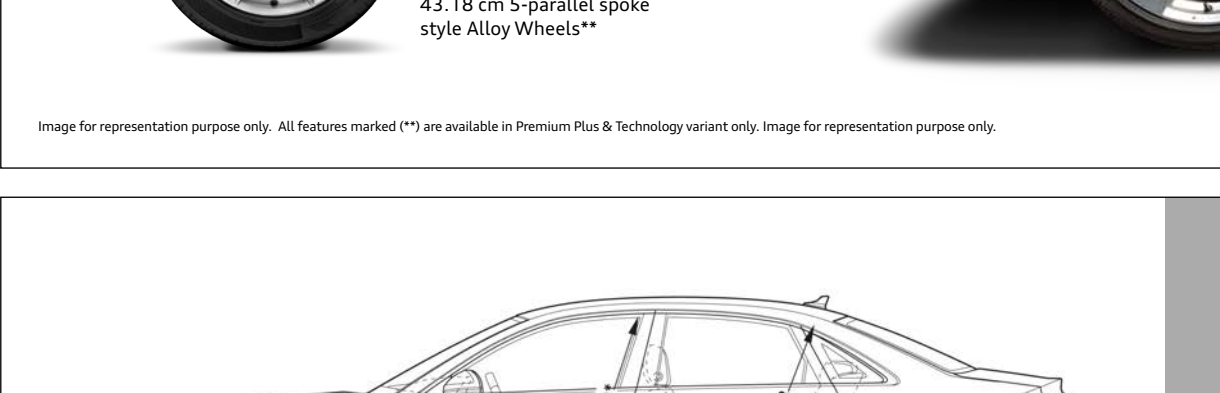 43.18 cm 5-parallel spoke
style Alloy Wheels**
Image for representation purpose only.  All features marked (**) are available in Premium Plus & Technology variant only. Image for representation purpose only.